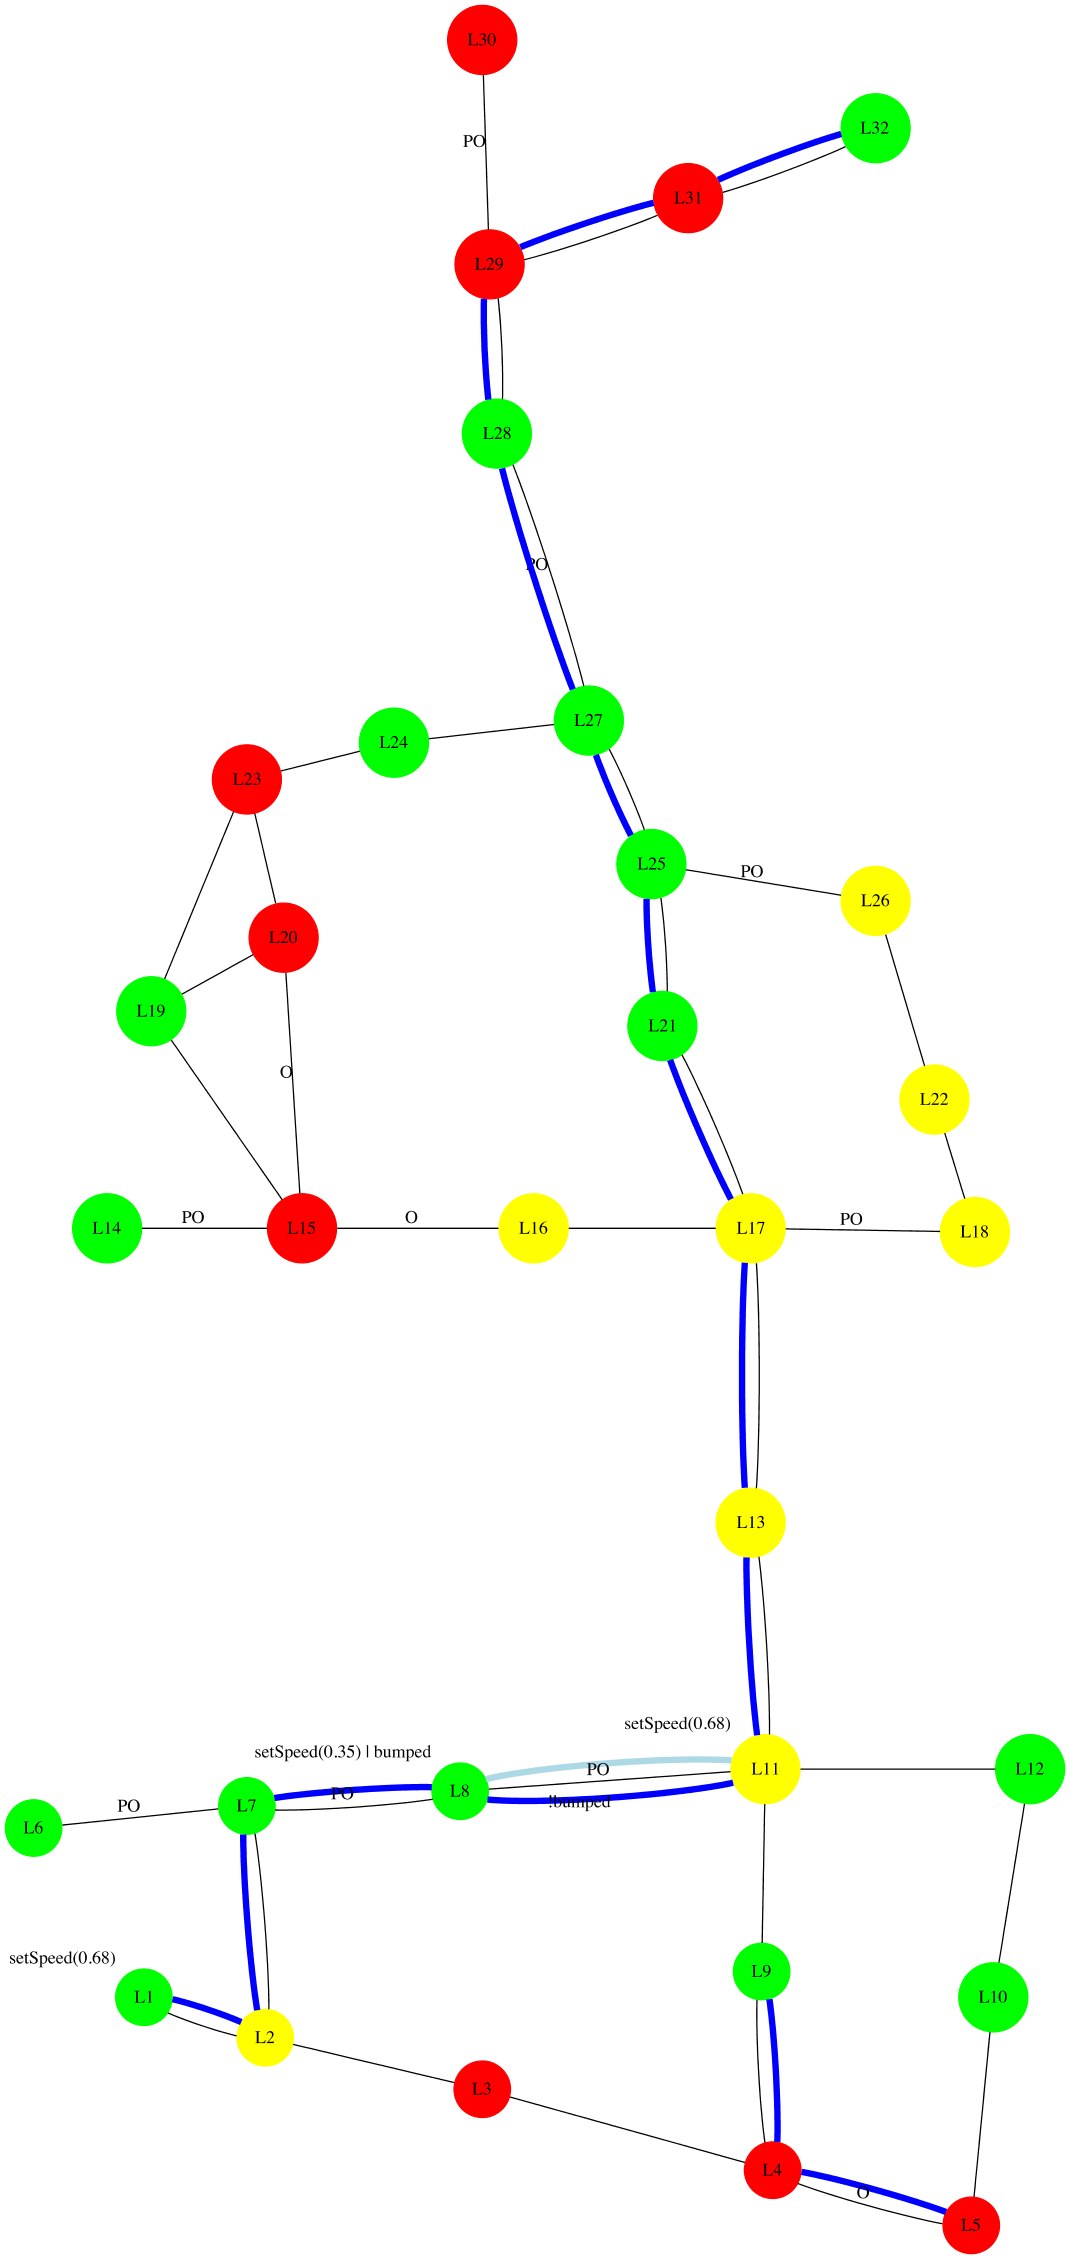 L30
L32
PO
L31
L29
L28
PO
L27
L24
L23
L25
PO
L26
L20
L19
L21
O
L22
L14
PO
L15
O
L16
L17
PO
L18
L13
setSpeed(0.68)
setSpeed(0.35) | bumped
PO
L11
L12
L8
PO
!bumped
PO
L7
L6
setSpeed(0.68)
L9
L1
L10
L2
L3
L4
O
L5